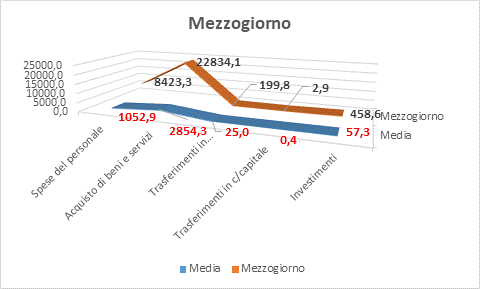 Mezzogiorno
25000,0
20000,0
15000,0
10000,0
5000,0
0,0
8423,3
22834,1
199,8
2,9
458,6
1052,9
2854,3
25,0
0,4
57,3
Mezzogiorno
Media
Spese del personale
Acquisto di beni e servizi
Trasferimenti in…
Trasferimenti in c/capitale
Investimenti
Media
Mezzogiorno